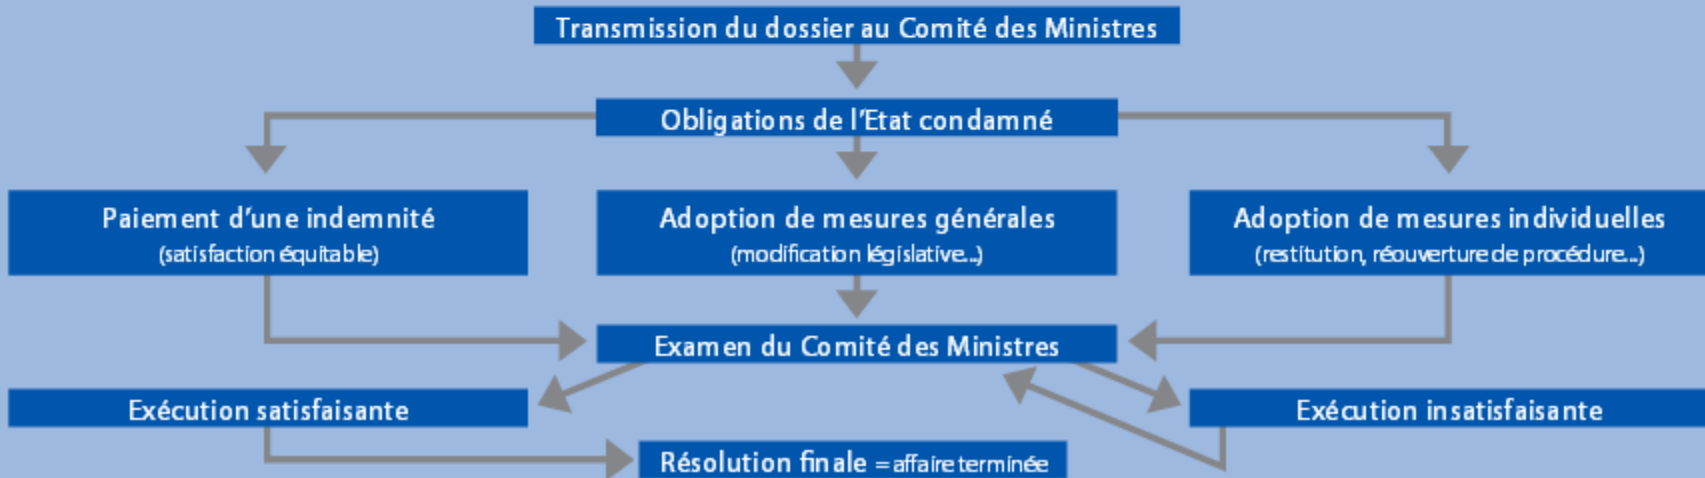 Transmission du dossier au Comité des Ministres
Obligations de l'Etat condamné
Paiement d'une indemnité
(satisfaction équitable)
Adoption de mesures générales
(modification législative...)
Adoption de mesures individuelles
(restitution, réouverture de procédure...)
Examen du Comité des Ministres
Exécution satisfaisante
Exécution insatisfaisante
Résolution finale = affaire terminée